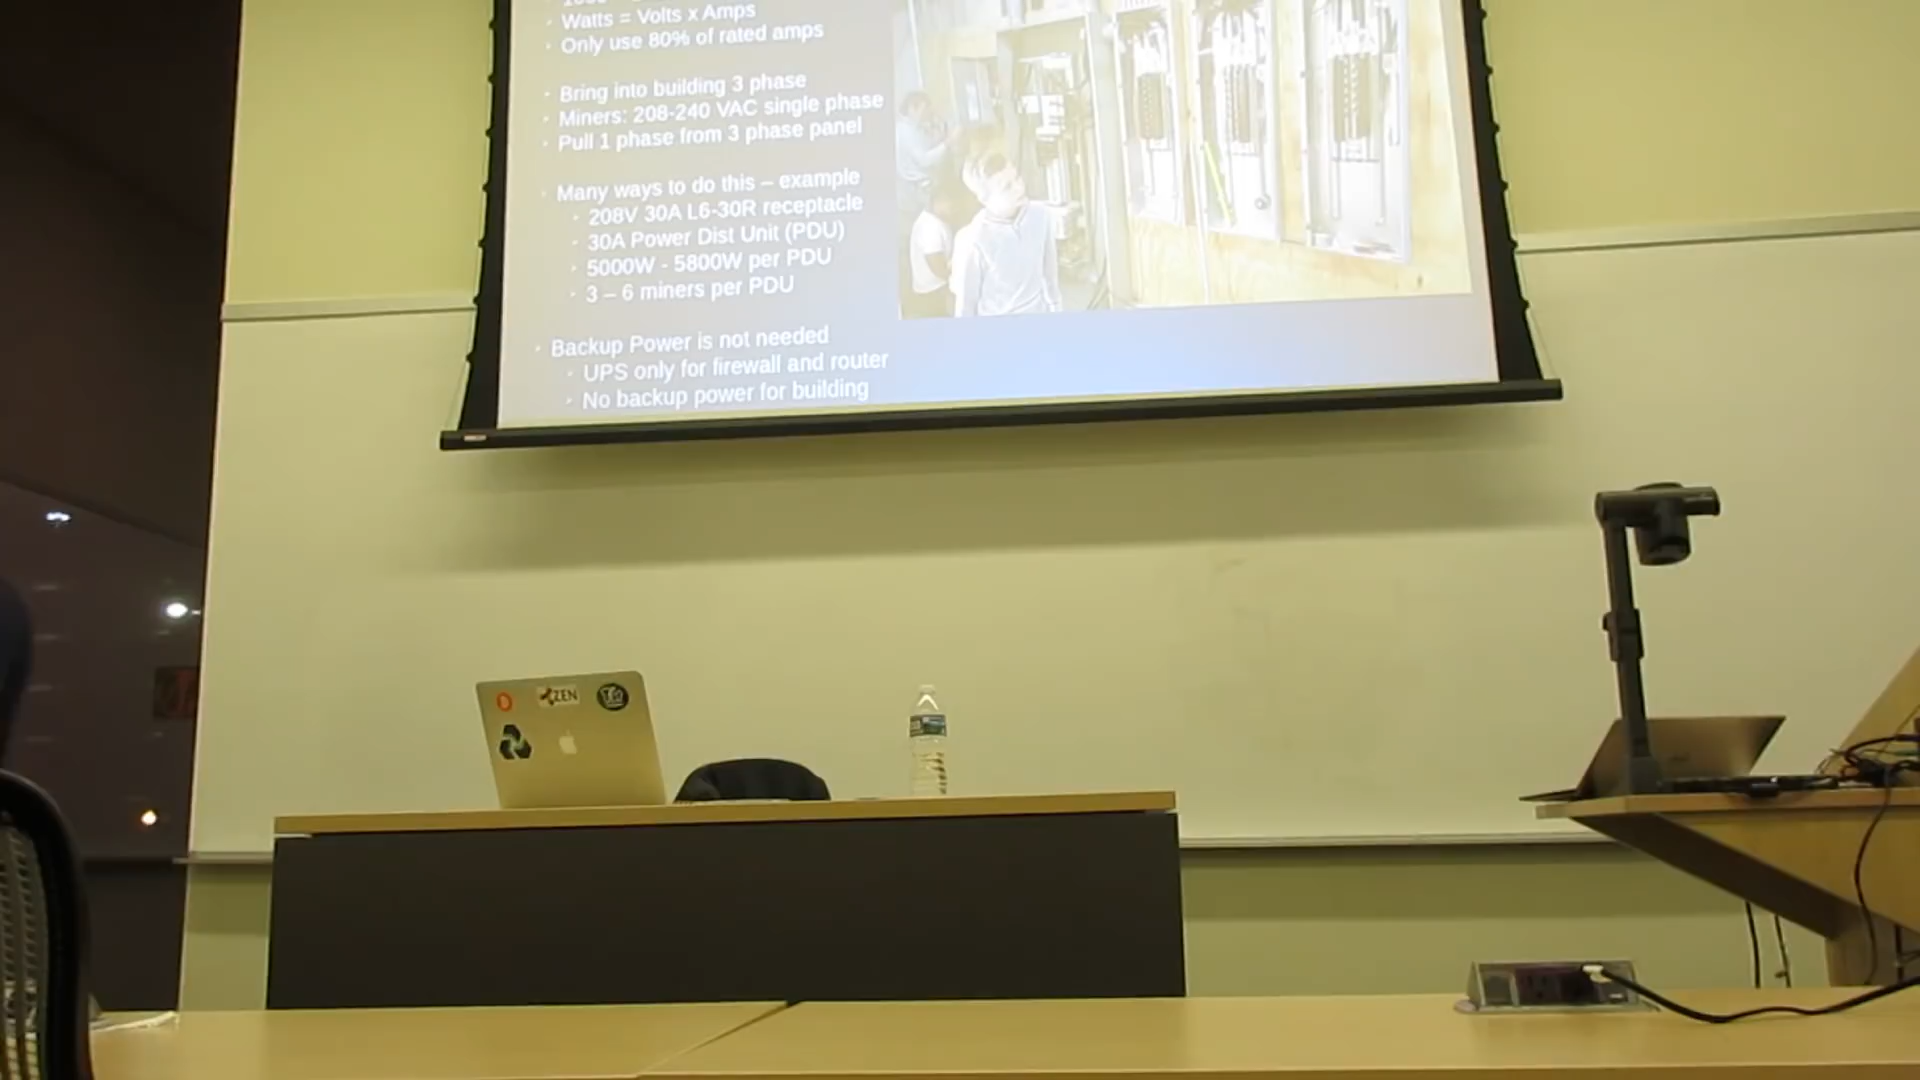 Watts = Volts x Amps
Only use 80% of rated amps
Bring into building 3 phase
Miners: 208-240 VAC single phase
Pull 1 phase from 3 phase panel
Many ways to do this – example
208V 30A L6-30R receptacle
30A Power Dist Unit (PDU)
5000W - 5800W per PDU
3 – 6 miners per PDU
Backup Power is not needed
UPS only for firewall and router
No backup power for building
ZEN